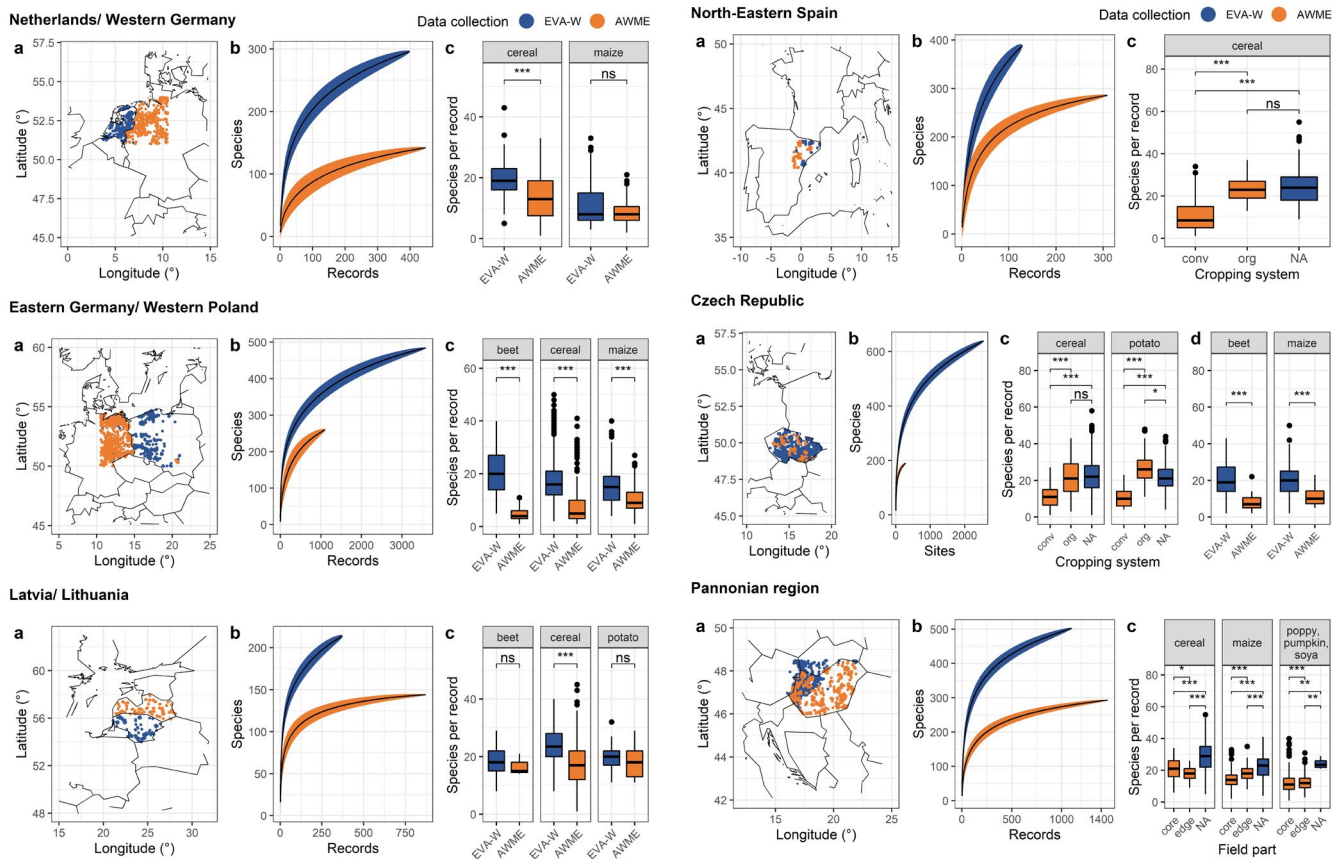 Netherlands/ Western Germany
Data collection EVA-W AWME
a
57.5
55.0
52.5
50.0
47.5
45.0
Latitude (°)
0 5 10 15
Longitude (°)
b
300
200
100
0
Species
0 100 200 300 400
Records
c
cereal maize
*** ns
40
20
0
Species per record
EVA-W AWME EVA-W AWME
North-Eastern Spain
Data collection EVA-W AWME
a
50
45
40
35
Latitude (°)
-10 -5 0 5 10 15
Longitude (°)
b
400
300
200
100
0
Species
0 100 200 300
Records
c
cereal
***
***
ns
80
60
40
20
0
Species per record
conv org NA
Cropping system
Eastern Germany/ Western Poland
a
60
55
50
45
Latitude (°)
5 10 15 20 25
Longitude (°)
b
500
400
300
200
100
0
Species
0 1000 2000 3000
Records
c
beet cereal maize
*** *** ***
60
40
20
0
Species per record
EVA-W AWME EVA-W AWME EVA-W AWME
Czech Republic
a
57.5
55.0
52.5
50.0
47.5
45.0
Latitude (°)
10 15 20
Longitude (°)
b
600
400
200
0
Species
0 1000 2000
Sites
c
cereal potato
*** ***
*** ***
ns *
80
60
40
20
0
Species per record
conv org NA conv org NA
Cropping system
d
beet maize
*** ***
EVA-W AWME EVA-W AWME
Latvia/ Lithuania
a
60
56
52
48
Latitude (°)
15 20 25 30
Longitude (°)
b
200
150
100
50
0
Species
0 250 500 750
Records
c
beet cereal potato
ns *** ns
60
40
20
0
Species per record
EVA-W AWME EVA-W AWME EVA-W AWME
Pannonian region
a
50
48
46
44
42
Latitude (°)
15 20 25
Longitude (°)
b
500
400
300
200
100
0
Species
0 500 1000 1400
Records
c
cereal maize poppy,
pumpkin,
soya
* *** ***
*** *** **
*** *** **
80
60
40
20
0
Species per record
core edge NA core edge NA core edge NA
Field part